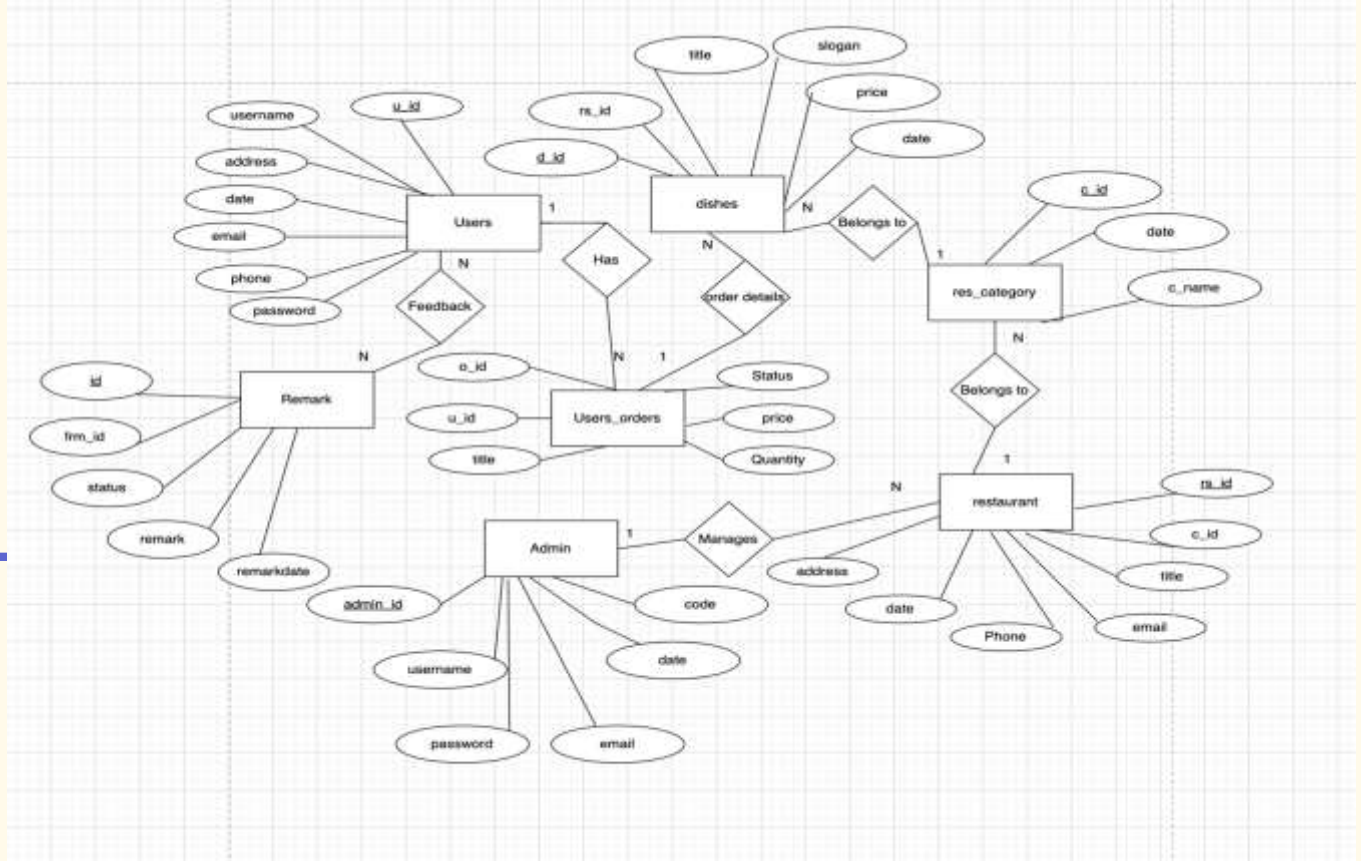 title
slogan
price
username
u_id
rs_id
date
address
d_id
c_id
date
1
Users
dishes
N
Belongs to
date
email
N
Has
N
1
c_name
phone
res_category
password
Feedback
order details
N
N
N
1
o_id
Status
id
Remark
Belongs to
u_id
Users_orders
price
frm_id
title
Quantity
1
status
N
rs_id
restaurant
remark
1
Manages
c_id
Admin
remarkdate
address
title
admin_id
code
date
Phone
email
username
date
password
email